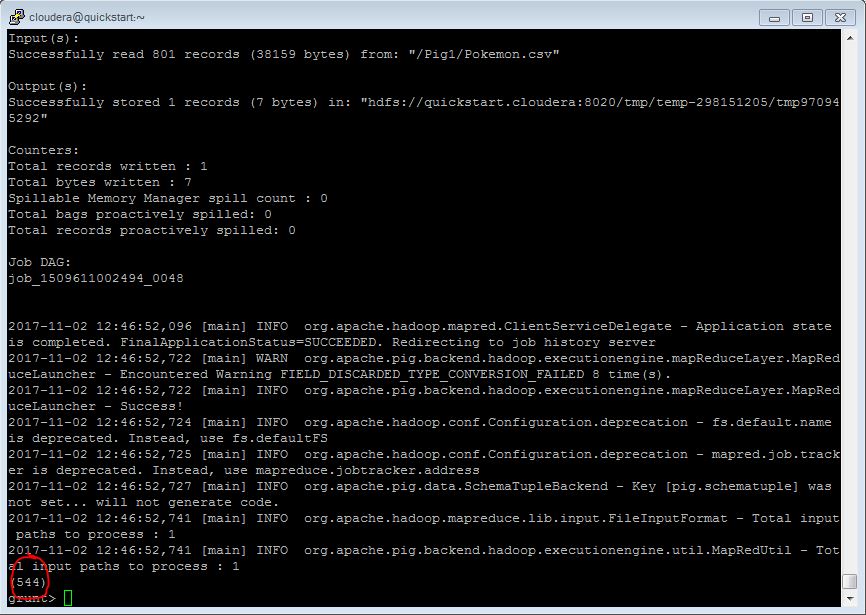 cloudera@quickstart:~
Input(s):
Successfully read 801 records (38159 bytes) from: "/Pig1/Pokemon.csv"
Output(s):
Successfully stored 1 records (7 bytes) in: "hdfs://quickstart.cloudera:8020/tmp/temp-298151205/tmp97094
5292"
Counters:
Total records written : 1
Total bytes written : 7
Spillable Memory Manager spill count : 0
Total bags proactively spilled: 0
Total records proactively spilled: 0
Job DAG:
job_1509611002494_0048
2017-11-02 12:46:52,096 [main] INFO  org.apache.hadoop.mapred.ClientServiceDelegate - Application state
is completed. FinalApplicationStatus=SUCCEEDED. Redirecting to job history server
2017-11-02 12:46:52,722 [main] WARN  org.apache.pig.backend.hadoop.executionengine.mapReduceLayer.MapRed
uceLauncher - Encountered Warning FIELD_DISCARDED_TYPE_CONVERSION_FAILED 8 time(s).
2017-11-02 12:46:52,722 [main] INFO  org.apache.pig.backend.hadoop.executionengine.mapReduceLayer.MapRed
uceLauncher - Success!
2017-11-02 12:46:52,724 [main] INFO  org.apache.hadoop.conf.Configuration.deprecation - fs.default.name
is deprecated. Instead, use fs.defaultFS
2017-11-02 12:46:52,725 [main] INFO  org.apache.hadoop.conf.Configuration.deprecation - mapred.job.track
er is deprecated. Instead, use mapreduce.jobtracker.address
2017-11-02 12:46:52,727 [main] INFO  org.apache.pig.data.SchemaTupleBackend - Key [pig.schematuple] was
not set... will not generate code.
2017-11-02 12:46:52,741 [main] INFO  org.apache.hadoop.mapreduce.lib.input.FileInputFormat - Total input
 paths to process : 1
2017-11-02 12:46:52,741 [main] INFO  org.apache.pig.backend.hadoop.executionengine.util.MapRedUtil - Tot
al input paths to process : 1
(544)
grunt>